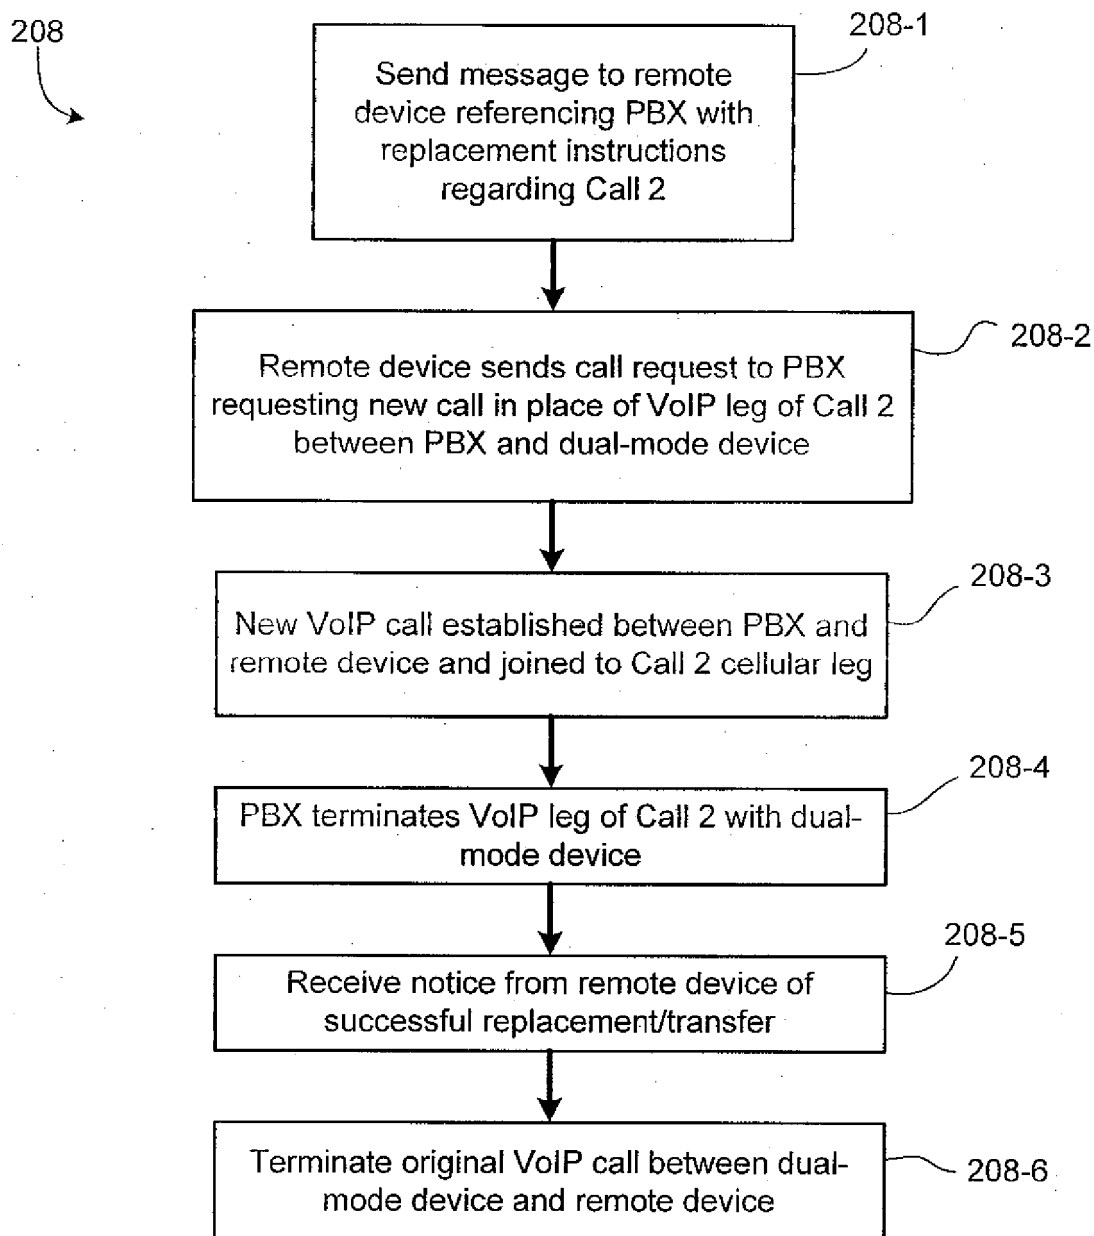 208
208-1
Send message to remote
device referencing PBX with
replacement instructions
regarding Call 2
208-2
Remote device sends call request to PBX
requesting new call in place of VoIP leg of Call 2
between PBX and dual-mode device
208-3
New VoIP call established between PBX and
remote device and joined to Call 2 cellular leg
208-4
PBX terminates VoIP leg of Call 2 with dual-
mode device
208-5
Receive notice from remote device of
successful replacement/transfer
208-6
Terminate original VoIP call between dual-
mode device and remote device